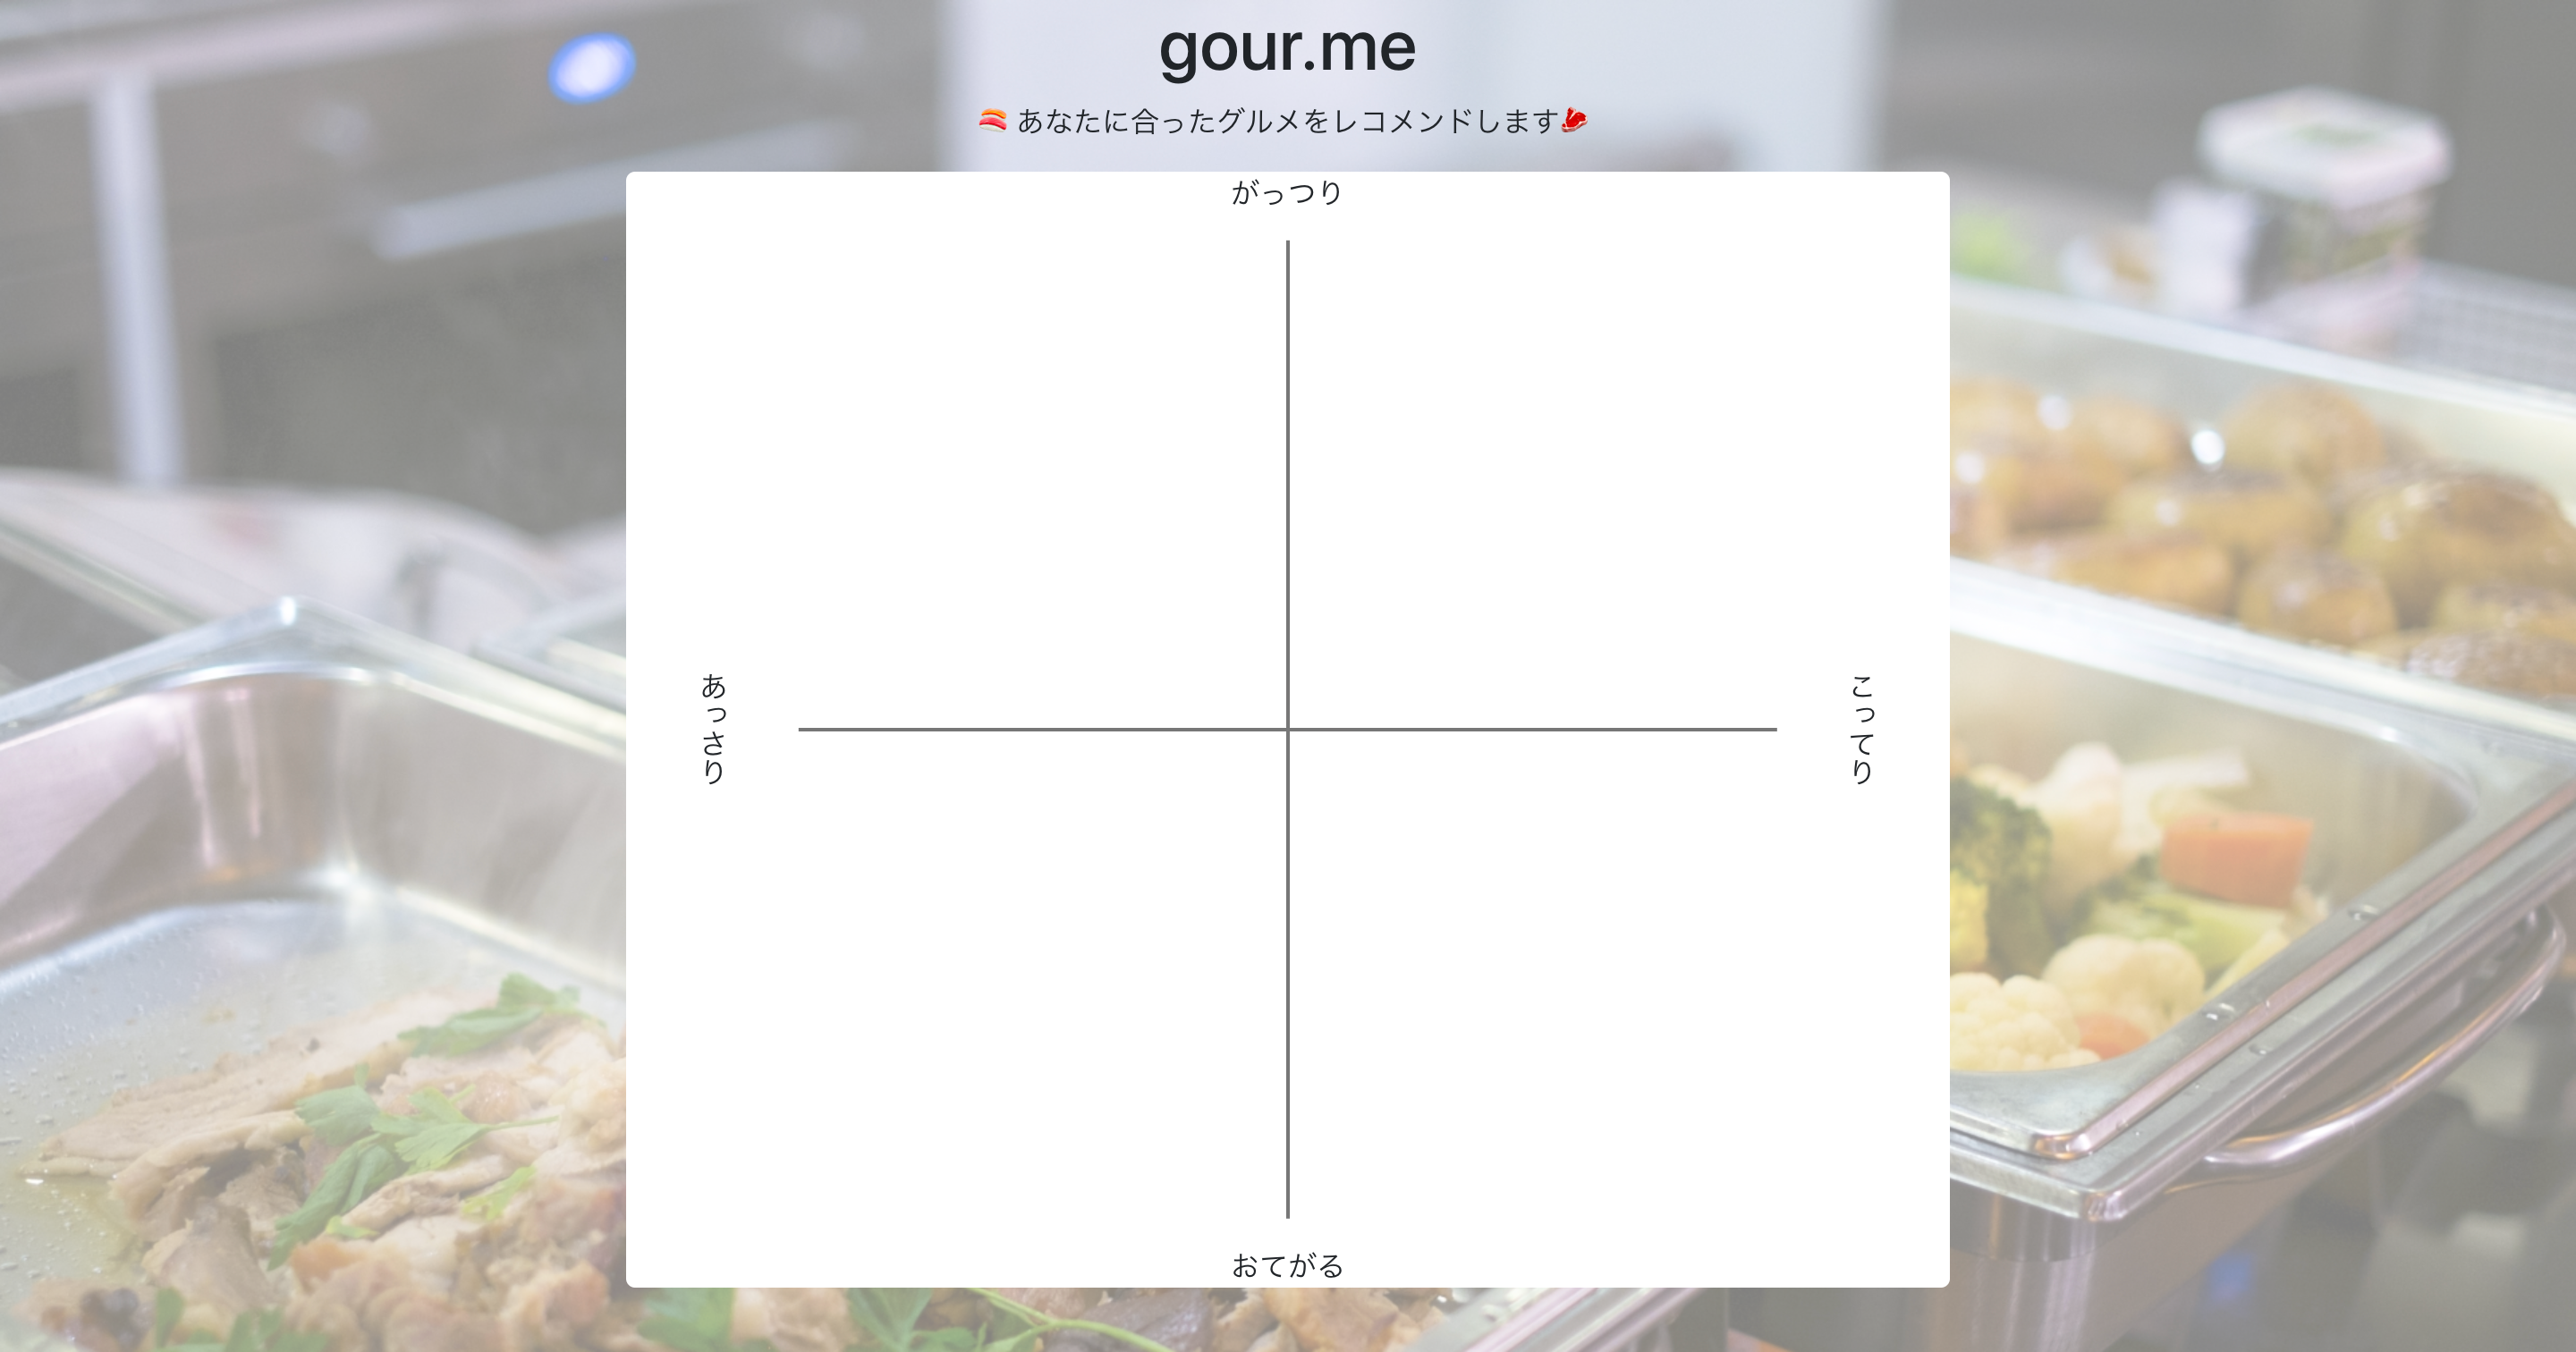 gour.me
🍣 あなたに合ったグルメをレコメンドします🥩
がっつり
あっさり
こってり
おてがる